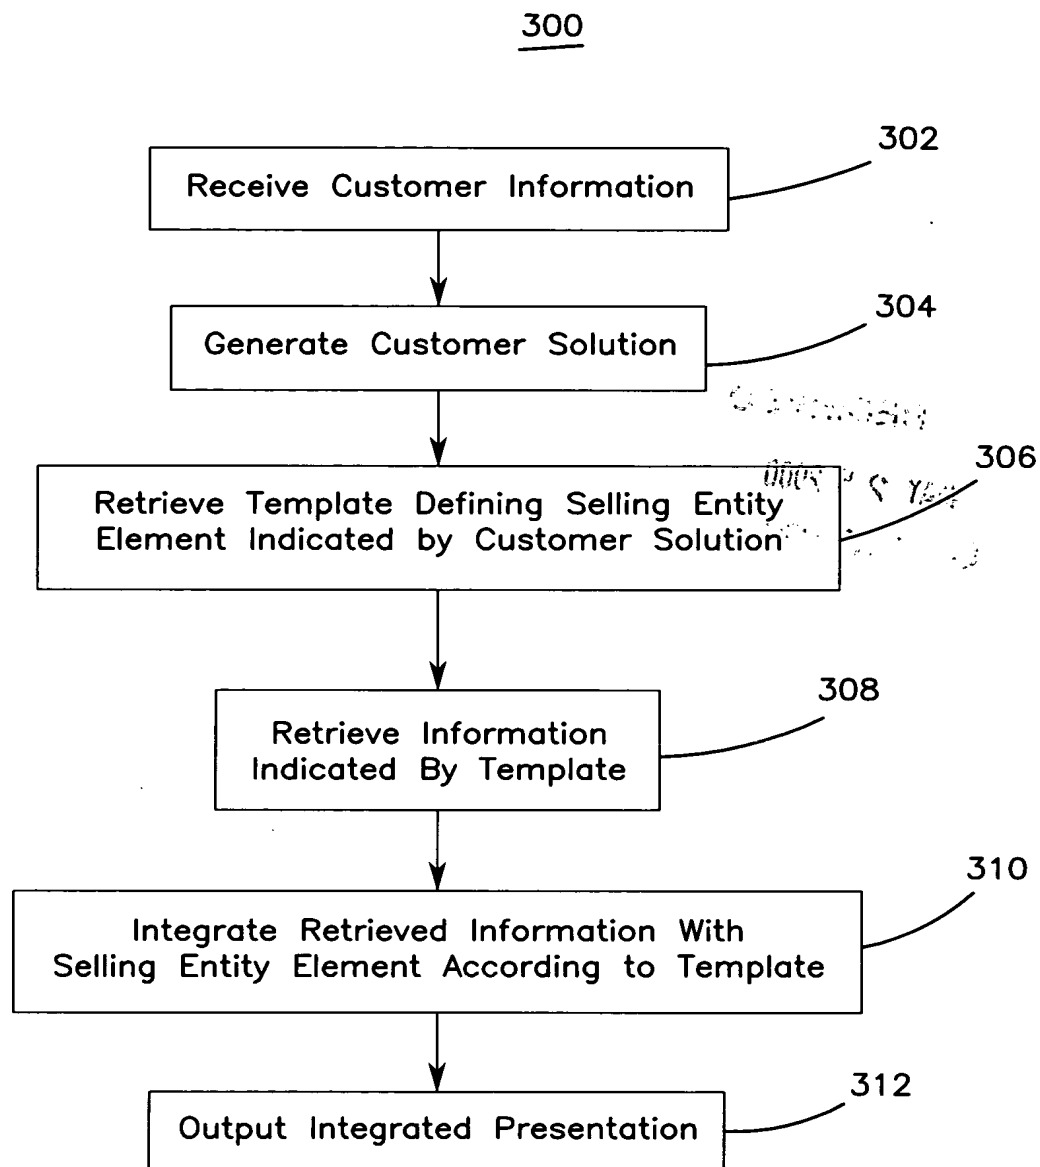 300
302
Receive Customer Information
304
Generate Customer Solution
306
Retrieve Template Defining Selling Entity
Element Indicated by Customer Solution
308
Retrieve Information
Indicated By Template
310
Integrate Retrieved Information With
Selling Entity Element According to Template
312
Output Integrated Presentation